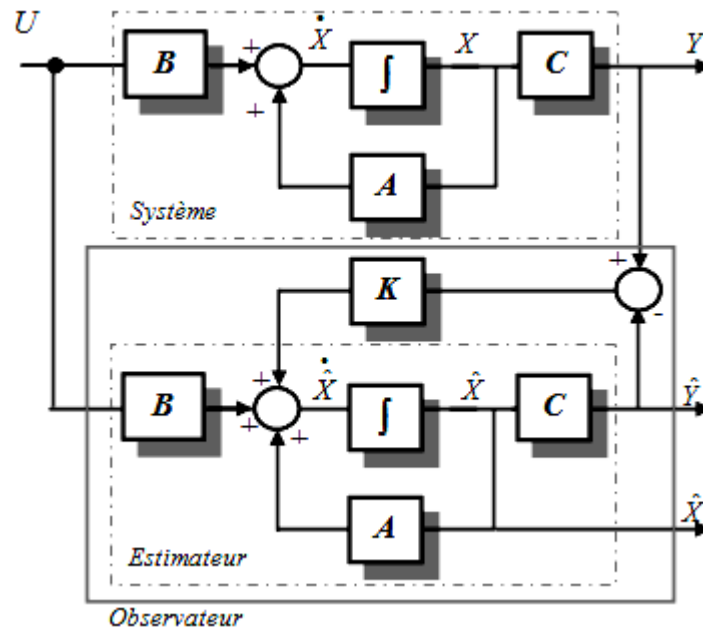 U
B
+
+
Ẋ
∫
X
C
Y
A
Système
+
-
K
B
+
+
+
X̂̇
∫
X̂
C
Ŷ
A
X̂
Estimateur
Observateur